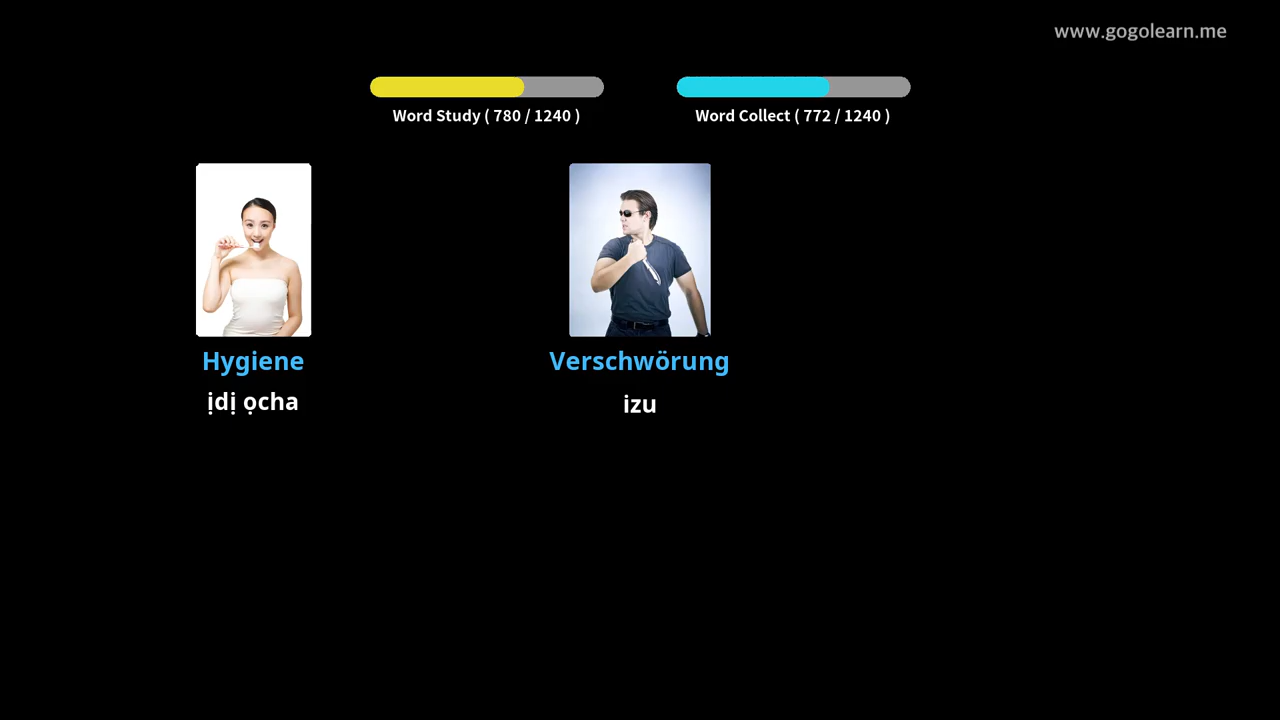 www.gogolearn.me
Word Study ( 780 / 1240 )
Word Collect ( 772 / 1240 )
Hygiene
ịdị ọcha
Verschwörung
izu